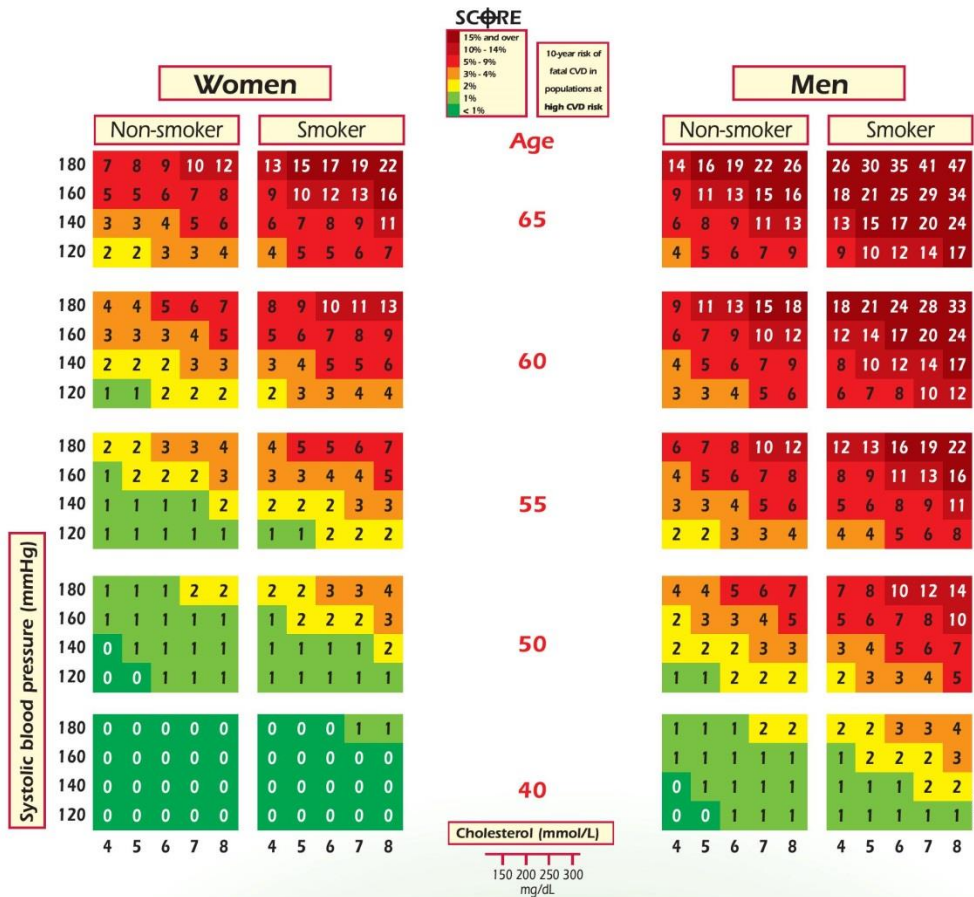 SCORE
15% and over
10% - 14%
5% - 9%
3% - 4%
2%
1%
< 1%
10-year risk of
fatal CVD in
populations at
high CVD risk
Women
Men
Non-smoker Smoker Age Non-smoker Smoker
180 7 8 9 10 12 13 15 17 19 22 14 16 19 22 26 26 30 35 41 47
160 5 5 6 7 8 9 10 12 13 16 9 11 13 15 16 18 21 25 29 34
65
140 3 3 4 5 6 6 7 8 9 11 6 8 9 11 13 13 15 17 20 24
120 2 2 3 3 4 4 5 5 6 7 4 5 6 7 9 9 10 12 14 17
180 4 4 5 6 7 8 9 10 11 13 9 11 13 15 18 18 21 24 28 33
160 3 3 3 4 5 5 6 7 8 9 6 7 9 10 12 12 14 17 20 24
60
140 2 2 2 3 3 3 4 5 5 6 4 5 6 7 9 8 10 12 14 17
120 1 1 2 2 2 2 3 3 4 4 3 3 4 5 6 6 7 8 10 12
180 2 2 3 3 4 4 5 5 6 7 6 7 8 10 12 12 13 16 19 22
160 1 2 2 2 3 3 3 4 4 5 4 5 6 7 8 8 9 11 13 16
55
140 1 1 1 1 2 2 2 2 3 3 3 3 4 5 6 5 6 8 9 11
120 1 1 1 1 1 1 1 2 2 2 2 2 3 3 4 4 4 5 6 8
Systolic blood pressure (mmHg)
180 1 1 1 2 2 2 2 3 3 4 4 4 5 6 7 7 8 10 12 14
160 1 1 1 1 1 1 2 2 2 3 2 3 3 4 5 5 6 7 8 10
50
140 0 1 1 1 1 1 1 1 1 2 2 2 2 3 3 3 4 5 6 7
120 0 0 1 1 1 1 1 1 1 1 1 1 2 2 2 2 3 3 4 5
180 0 0 0 0 0 0 0 0 1 1 1 1 1 2 2 2 2 3 3 4
160 0 0 0 0 0 0 0 0 0 0 1 1 1 1 1 1 2 2 2 3
140 0 0 0 0 0 0 0 0 0 0 0 1 1 1 1 1 1 1 2 2
40
120 0 0 0 0 0 0 0 0 0 0 0 0 1 1 1 1 1 1 1 1
4 5 6 7 8 4 5 6 7 8 Cholesterol (mmol/L) 4 5 6 7 8 4 5 6 7 8
150 200 250 300
mg/dL